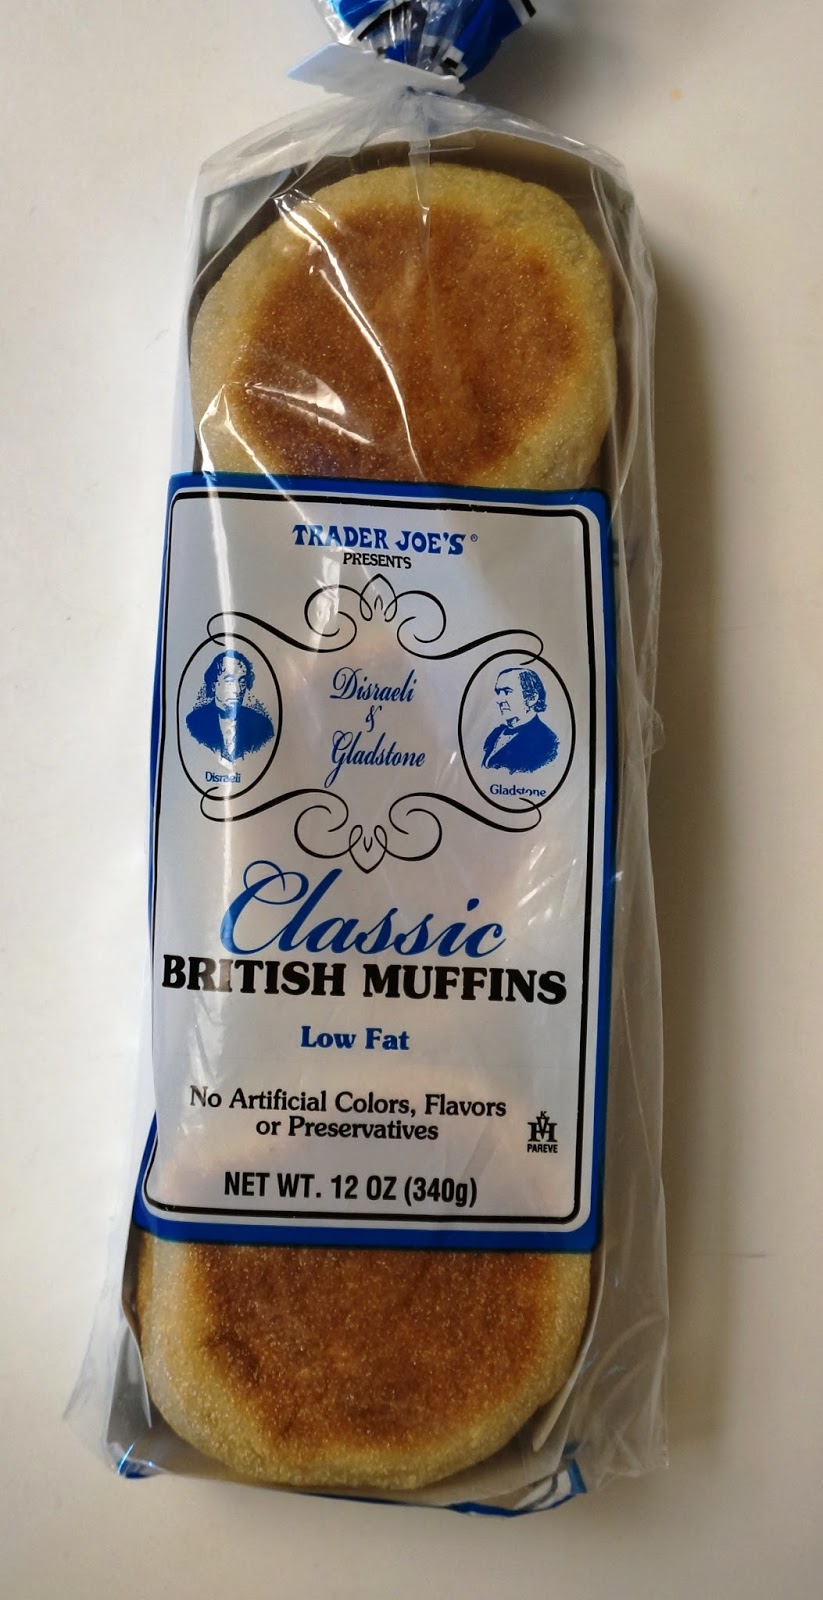 TRADER JOE'S®
PRESENTS
Disraeli
&
Gladstone
Disraeli
Gladstone
Classic
BRITISH MUFFINS
Low Fat
No Artificial Colors, Flavors
or Preservatives
KVH
PAREVE
NET WT. 12 OZ (340g)